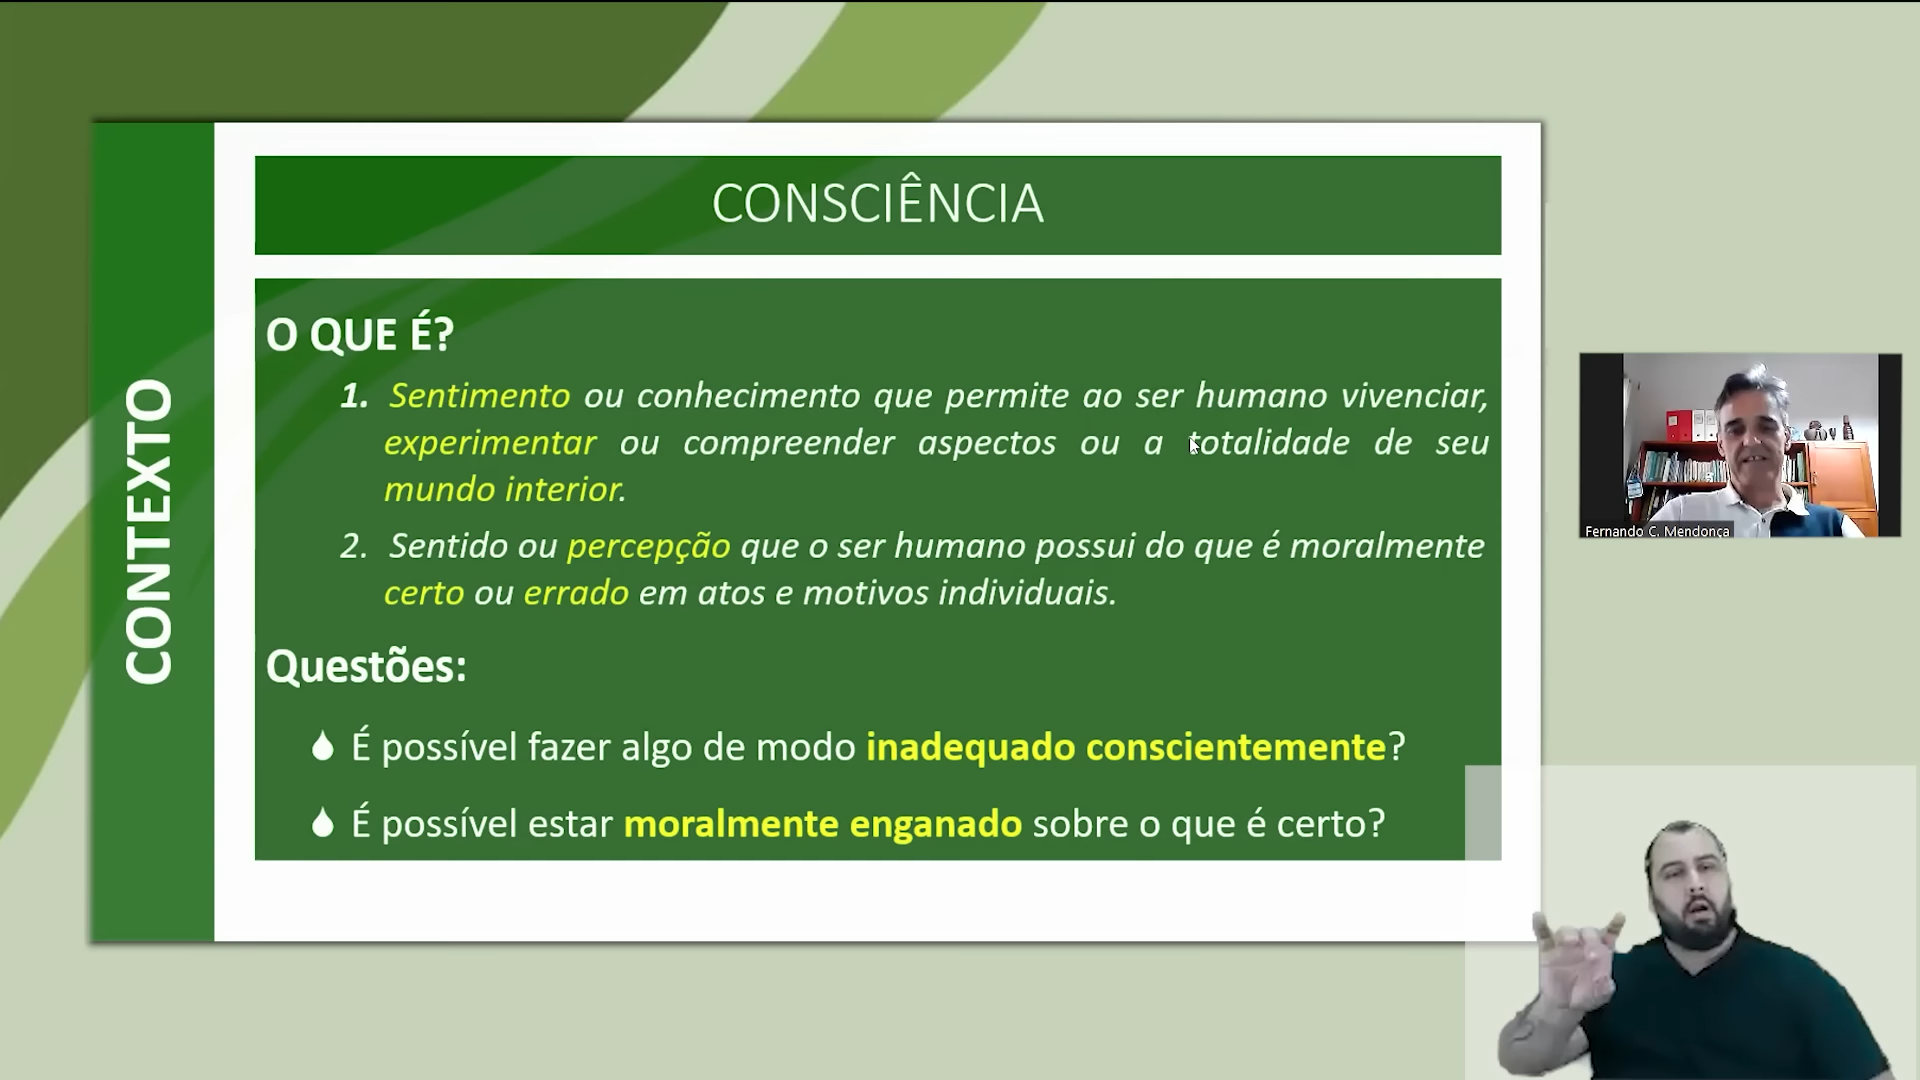 CONTEXTO
CONSCIÊNCIA
O QUE É?
1. Sentimento ou conhecimento que permite ao ser humano vivenciar,
experimentar ou compreender aspectos ou a totalidade de seu
mundo interior.
2. Sentido ou percepção que o ser humano possui do que é moralmente
certo ou errado em atos e motivos individuais.
Questões:
É possível fazer algo de modo inadequado conscientemente?
É possível estar moralmente enganado sobre o que é certo?
Fernando C. Mendonça